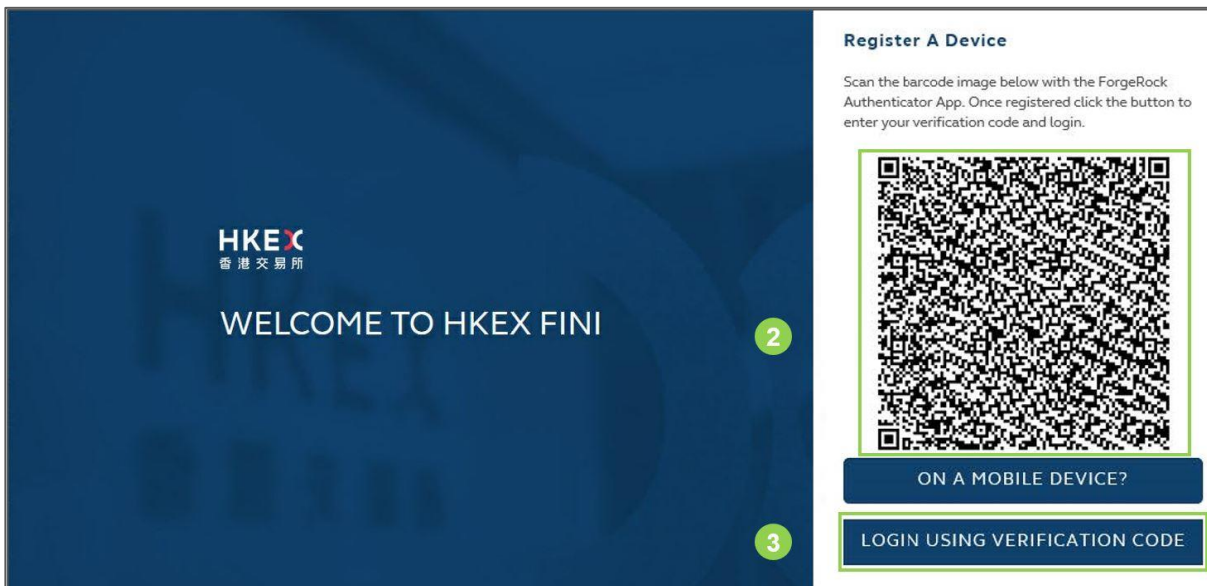 HKEX
香港交易所
WELCOME TO HKEX FINI
2
3
Register A Device
Scan the barcode image below with the ForgeRock
Authenticator App. Once registered click the button to
enter your verification code and login.
ON A MOBILE DEVICE?
LOGIN USING VERIFICATION CODE